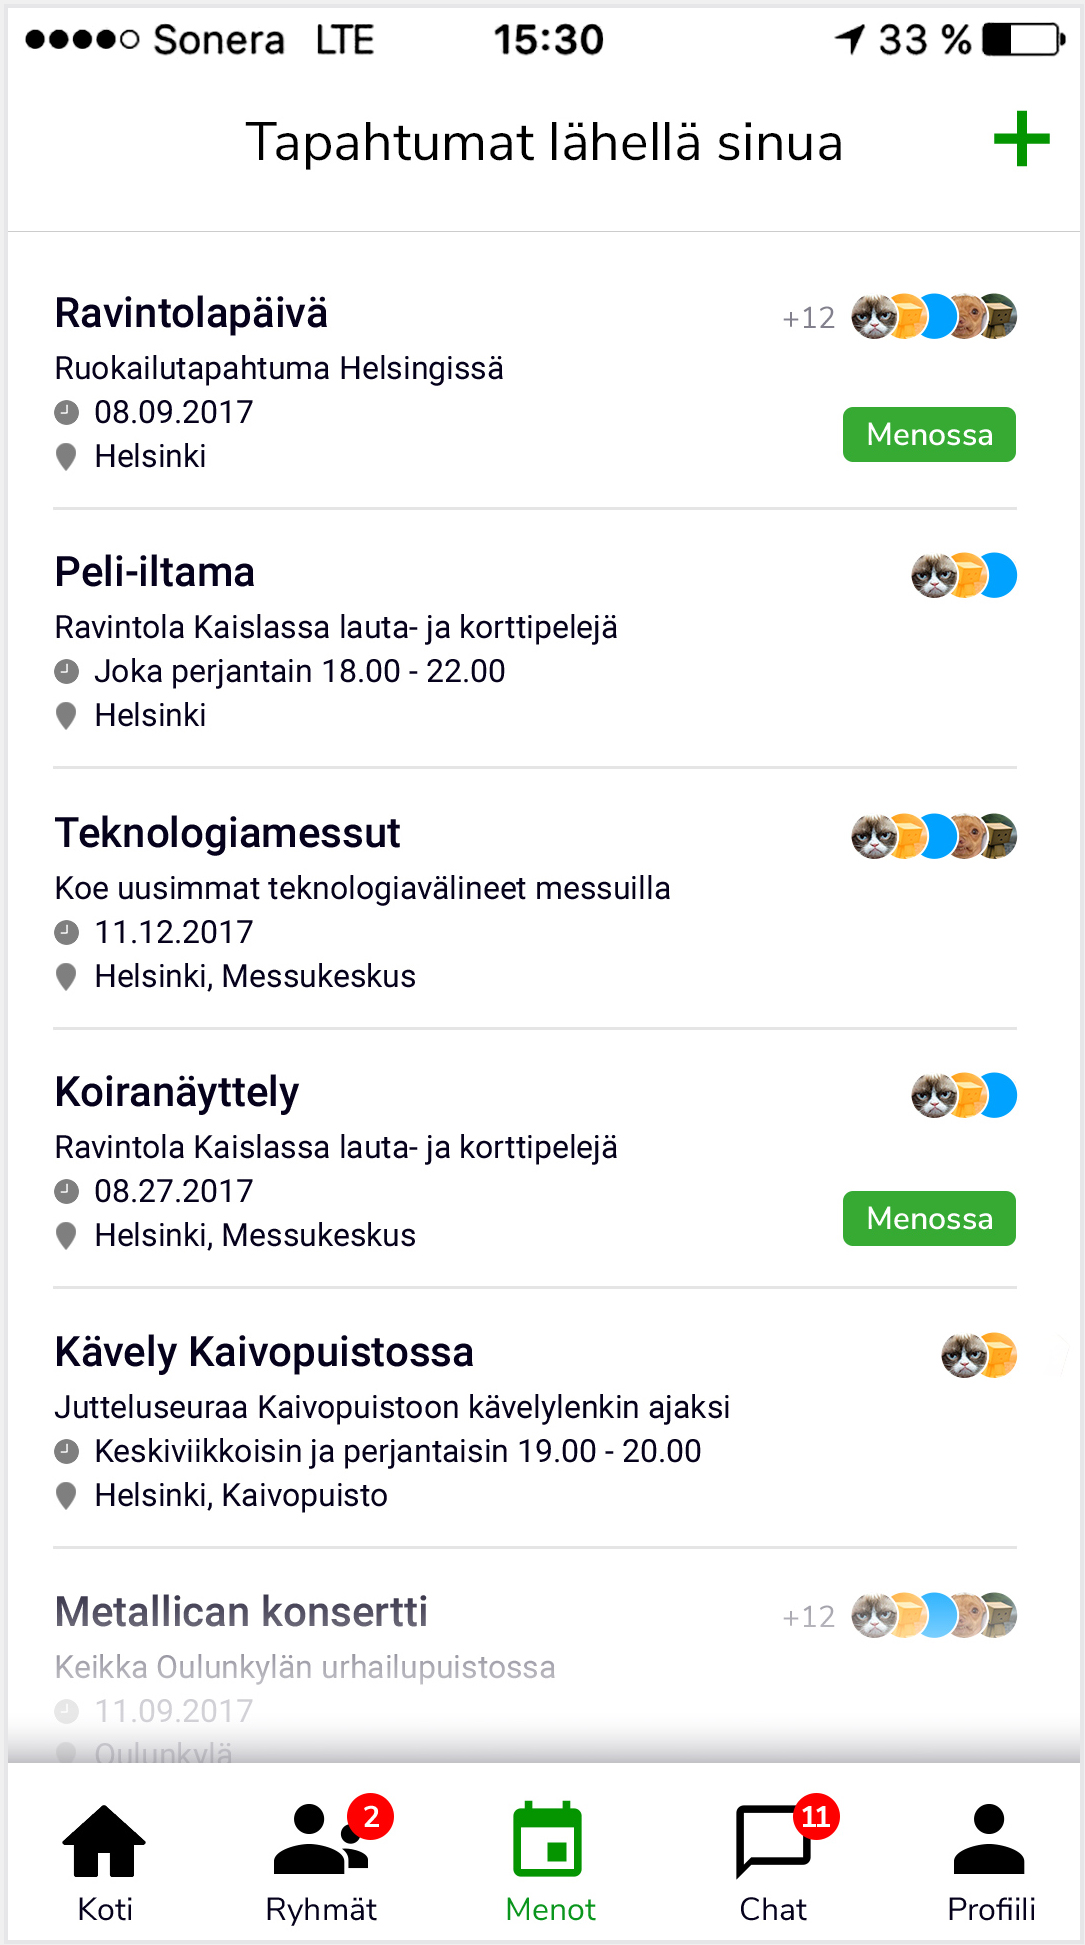 Sonera LTE 15:30 33 %
Tapahtumat lähellä sinua
Ravintolapäivä +12
Ruokailutapahtuma Helsingissä
08.09.2017
Helsinki
Menossa
Peli-iltama
Ravintola Kaislassa lauta- ja korttipelejä
Joka perjantain 18.00 - 22.00
Helsinki
Teknologiamessut
Koe uusimmat teknologiavälineet messuilla
11.12.2017
Helsinki, Messukeskus
Koiranäyttely
Ravintola Kaislassa lauta- ja korttipelejä
08.27.2017
Helsinki, Messukeskus
Menossa
Kävely Kaivopuistossa
Jutteluseuraa Kaivopuistoon kävelylenkin ajaksi
Keskiviikkoisin ja perjantaisin 19.00 - 20.00
Helsinki, Kaivopuisto
Metallican konsertti +12
Keikka Oulunkylän urhailupuistossa
11.09.2017
Oulunkylä
2 11
Koti Ryhmät Menot Chat Profiili